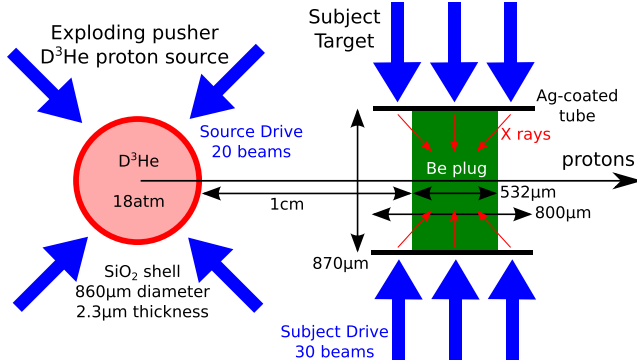 Exploding pusher
D³He proton source
Subject
Target
Source Drive
20 beams
Ag-coated
tube
X rays
D³He
18atm
Be plug
protons
1cm
532µm
800µm
870µm
SiO₂ shell
860µm diameter
2.3µm thickness
Subject Drive
30 beams